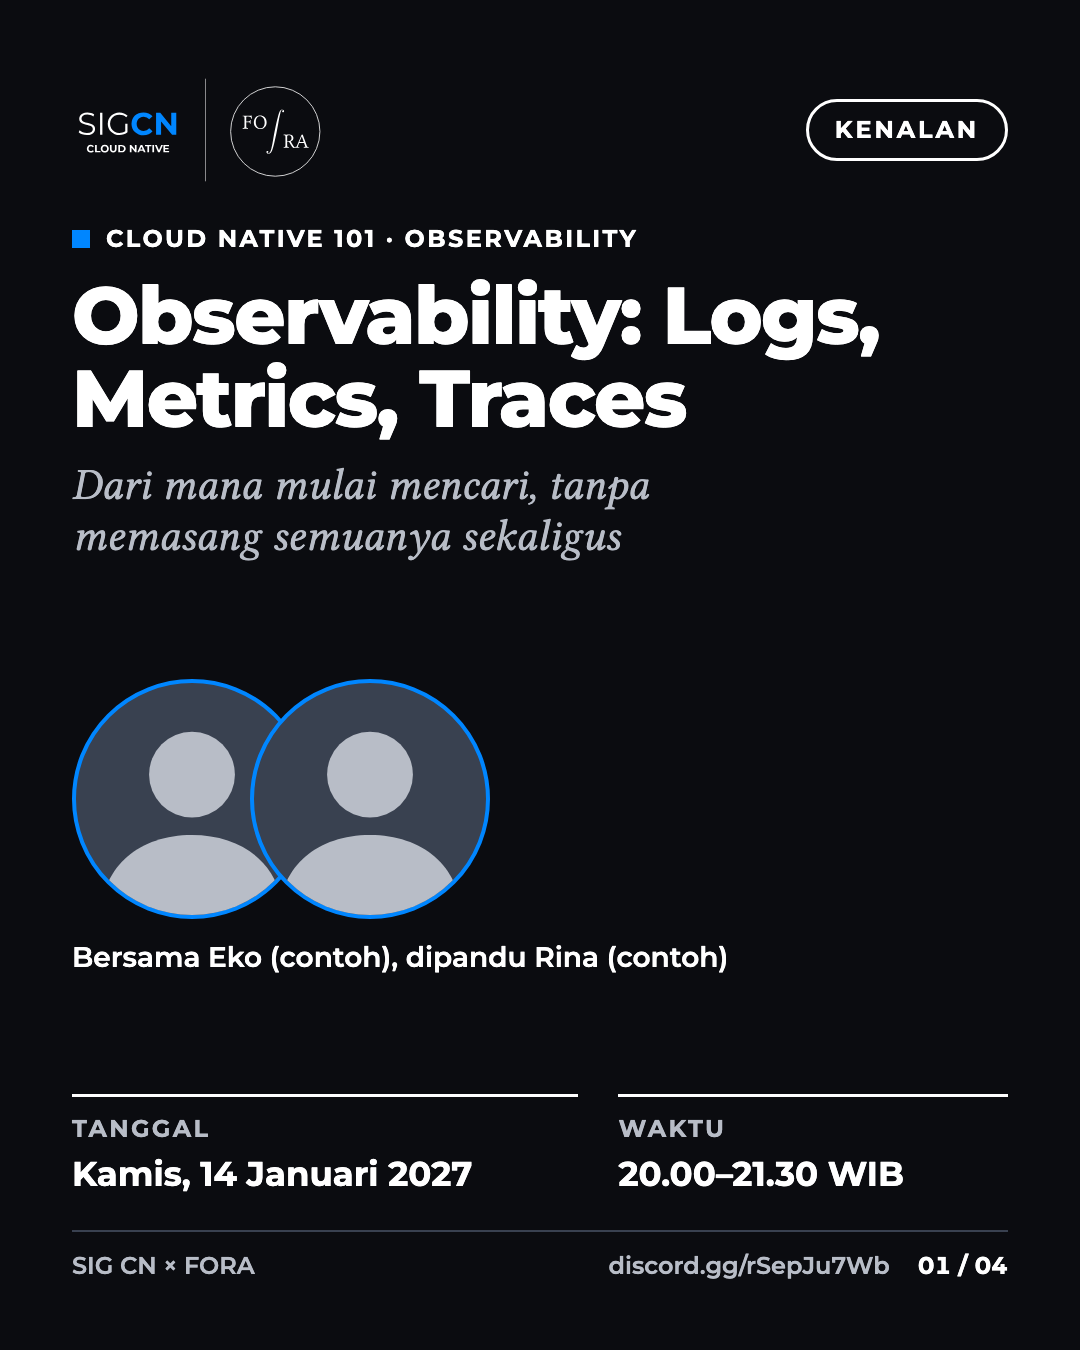 SIGCN
CLOUD NATIVE
FO RA
KENALAN
CLOUD NATIVE 101 · OBSERVABILITY
Observability: Logs,
Metrics, Traces
Dari mana mulai mencari, tanpa
memasang semuanya sekaligus
Bersama Eko (contoh), dipandu Rina (contoh)
TANGGAL
Kamis, 14 Januari 2027
WAKTU
20.00–21.30 WIB
SIG CN × FORA
discord.gg/rSepJu7Wb
01 / 04